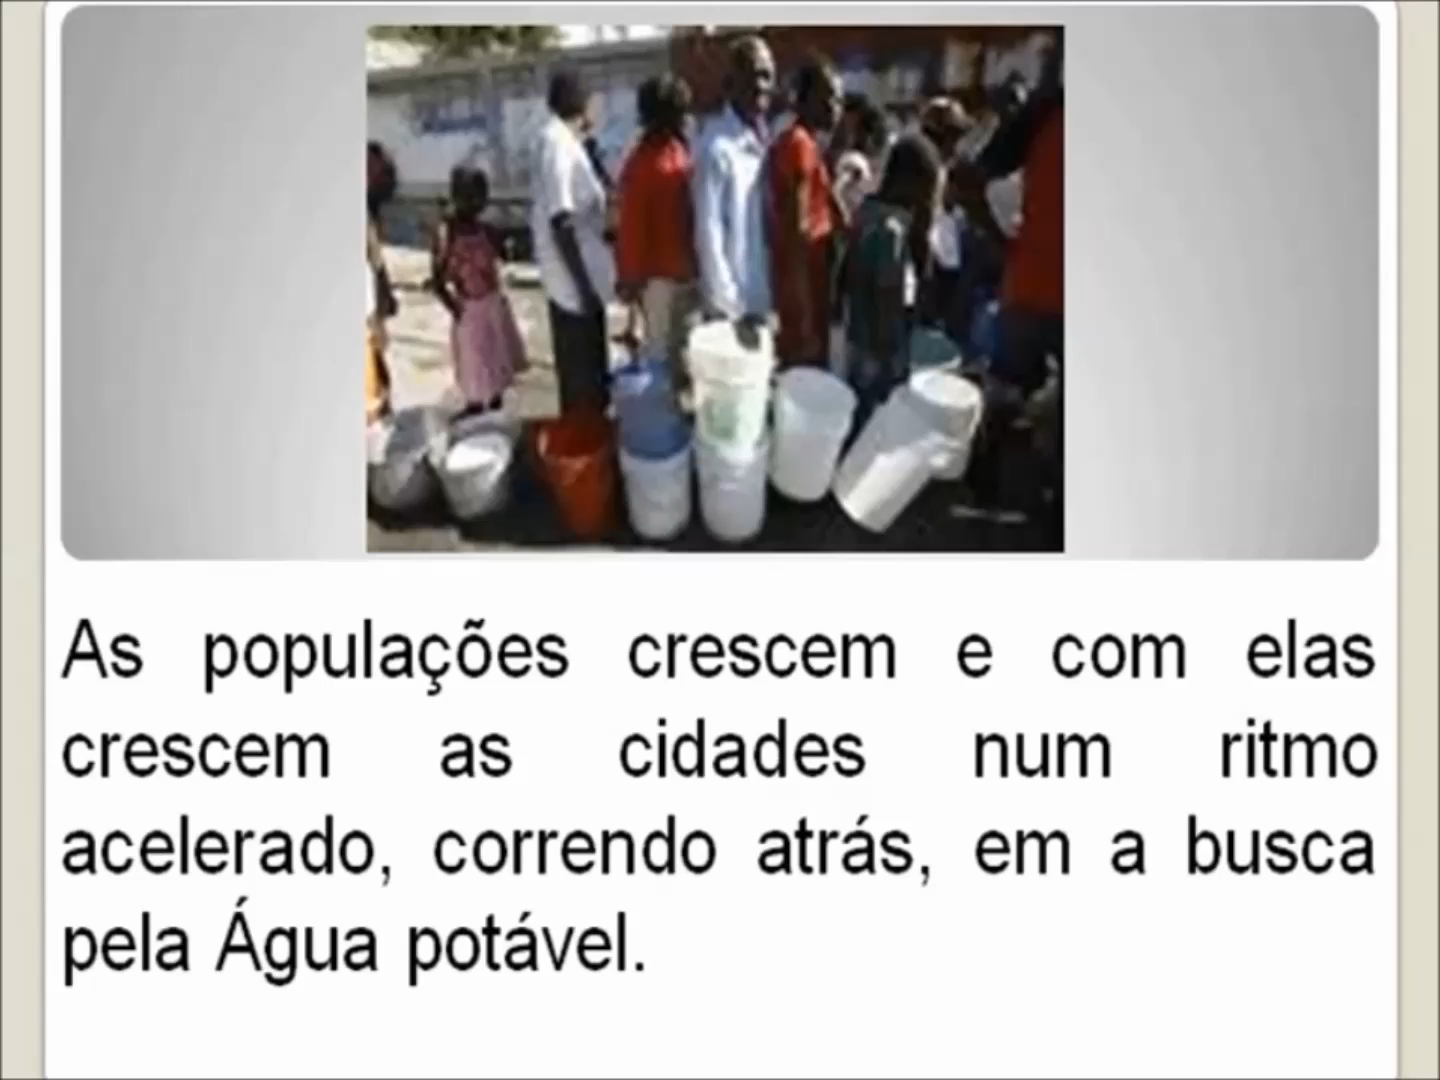 As populações crescem e com elas
crescem as cidades num ritmo
acelerado, correndo atrás, em a busca
pela Água potável.